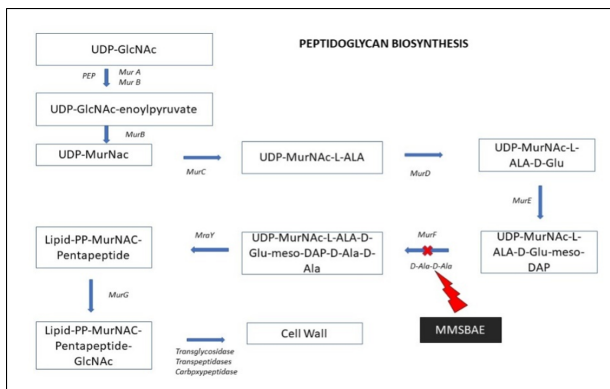 PEPTIDOGLYCAN BIOSYNTHESIS
UDP-GlcNAc
PEP
Mur A
Mur B
UDP-GlcNAc-enoylpyruvate
MurB
UDP-MurNac
MurC
UDP-MurNAc-L-ALA
MurD
UDP-MurNAc-L-
ALA-D-Glu
MurE
UDP-MurNAc-L-
ALA-D-Glu-meso-
DAP
MurF
D-Ala-D-Ala
MMSBAE
UDP-MurNAc-L-ALA-D-
Glu-meso-DAP-D-Ala-D-
Ala
MraY
Lipid-PP-MurNAC-
Pentapeptide
MurG
Lipid-PP-MurNAC-
Pentapeptide-
GlcNAc
Transglycosidase
Transpeptidases
Carbpxypeptidase
Cell Wall